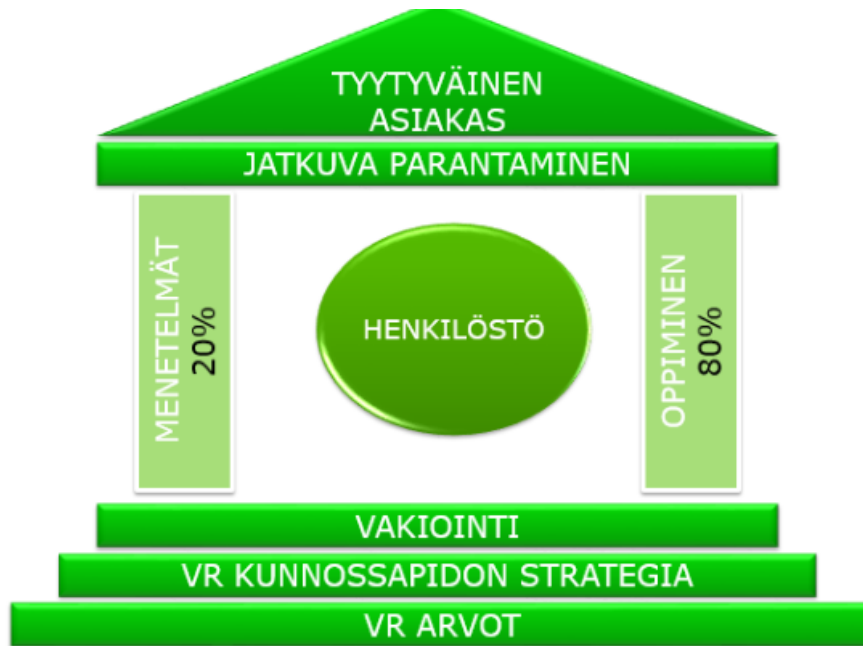 TYYTYVÄINEN
ASIAKAS
JATKUVA PARANTAMINEN
MENETELMÄT
20%
HENKILÖSTÖ
OPPIMINEN
80%
VAKIOINTI
VR KUNNOSSAPIDON STRATEGIA
VR ARVOT